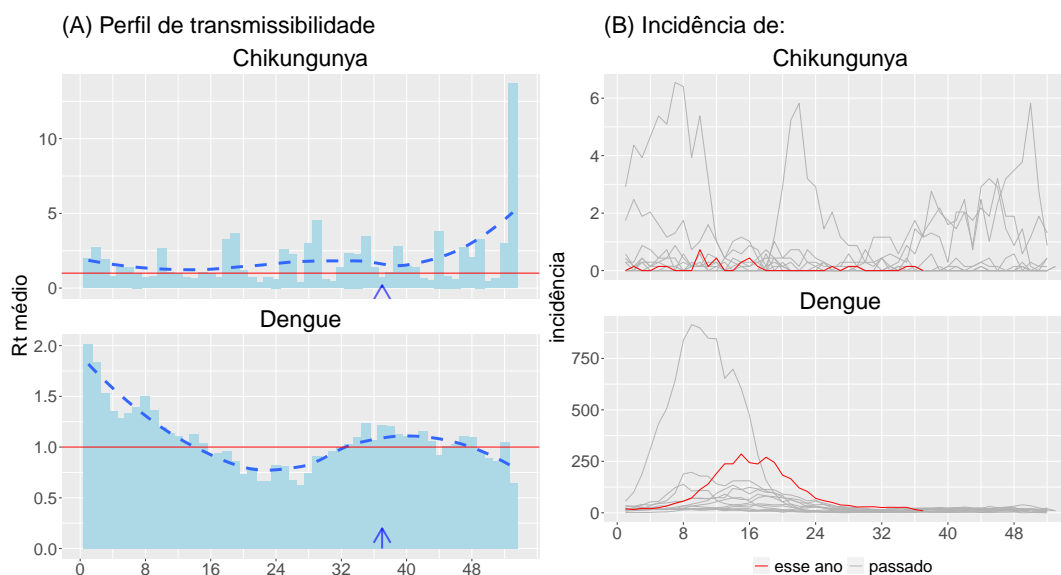 (A) Perfil de transmissibilidade
Chikungunya
10
5
0
Dengue
2.0
1.5
1.0
0.5
0.0
0 8 16 24 32 40 48
Rt médio
(B) Incidência de:
Chikungunya
6
4
2
0
Dengue
750
500
250
0
0 8 16 24 32 40 48
incidência
esse ano passado